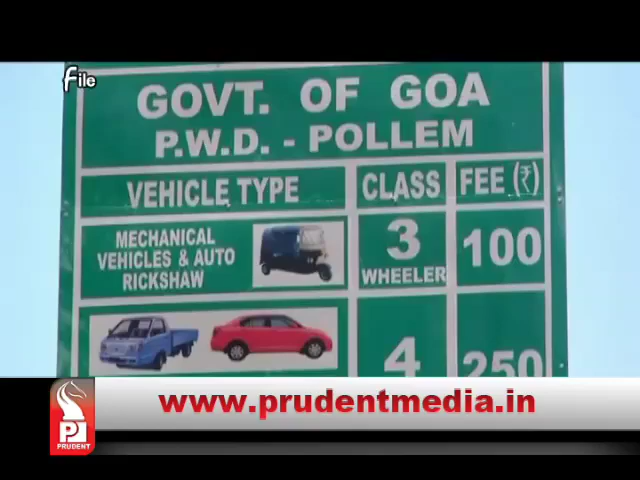 File
GOVT. OF GOA
P.W.D. - POLLEM
VEHICLE TYPE CLASS FEE (₹)
MECHANICAL
VEHICLES & AUTO
RICKSHAW
3
WHEELER
100
4 250
www.prudentmedia.in
PRUDENT